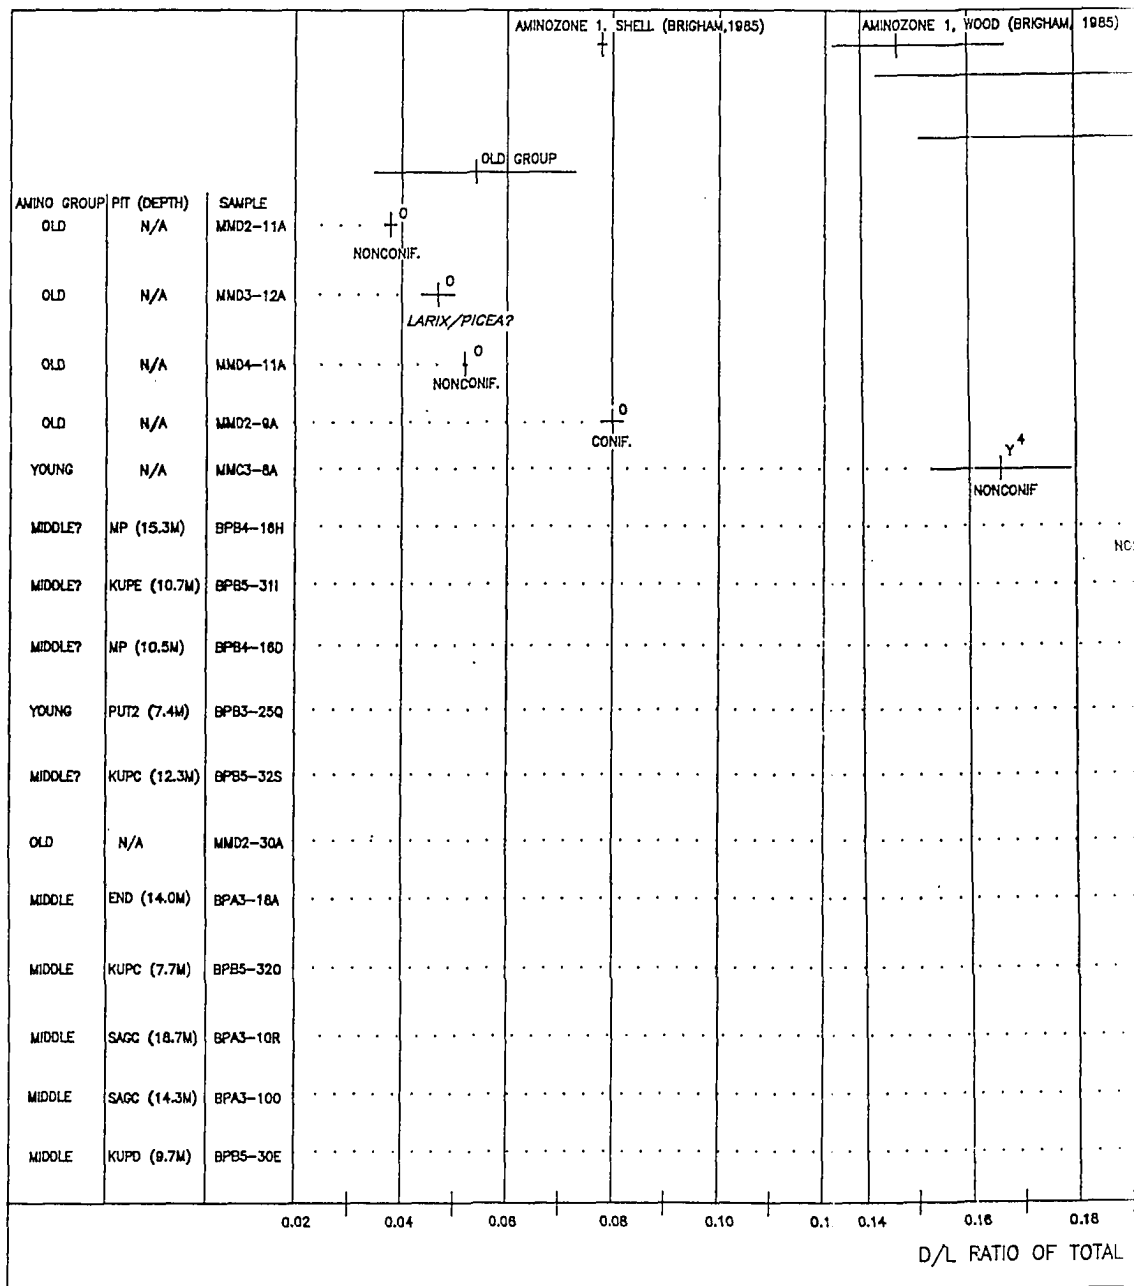 AMINOZONE 1, SHELL (BRIGHAM,1985) AMINOZONE 1, WOOD (BRIGHAM, 1985)
OLD GROUP
AMINO GROUP PIT (DEPTH) SAMPLE
OLD N/A MMD2-11A O
NONCONIF.
OLD N/A MMD3-12A O
LARIX/PICEA?
OLD N/A MMD4-11A O
NONCONIF.
OLD N/A MMD2-9A O
CONIF.
YOUNG N/A MMC3-8A Y4
NONCONIF
MIDDLE? MP (15.3M) BPB4-16H
NC
MIDDLE? KUPE (10.7M) BPB5-31I
MIDDLE? MP (10.5M) BPB4-16D
YOUNG PUT2 (7.4M) BPB3-25Q
MIDDLE? KUPC (12.3M) BPB5-32S
OLD N/A MMD2-30A
MIDDLE END (14.0M) BPA3-18A
MIDDLE KUPC (7.7M) BPB5-32O
MIDDLE SAGC (18.7M) BPA3-10R
MIDDLE SAGC (14.3M) BPA3-10O
MIDDLE KUPD (9.7M) BPB5-30E
0.02 0.04 0.06 0.08 0.10 0.1 0.14 0.16 0.18
D/L RATIO OF TOTAL